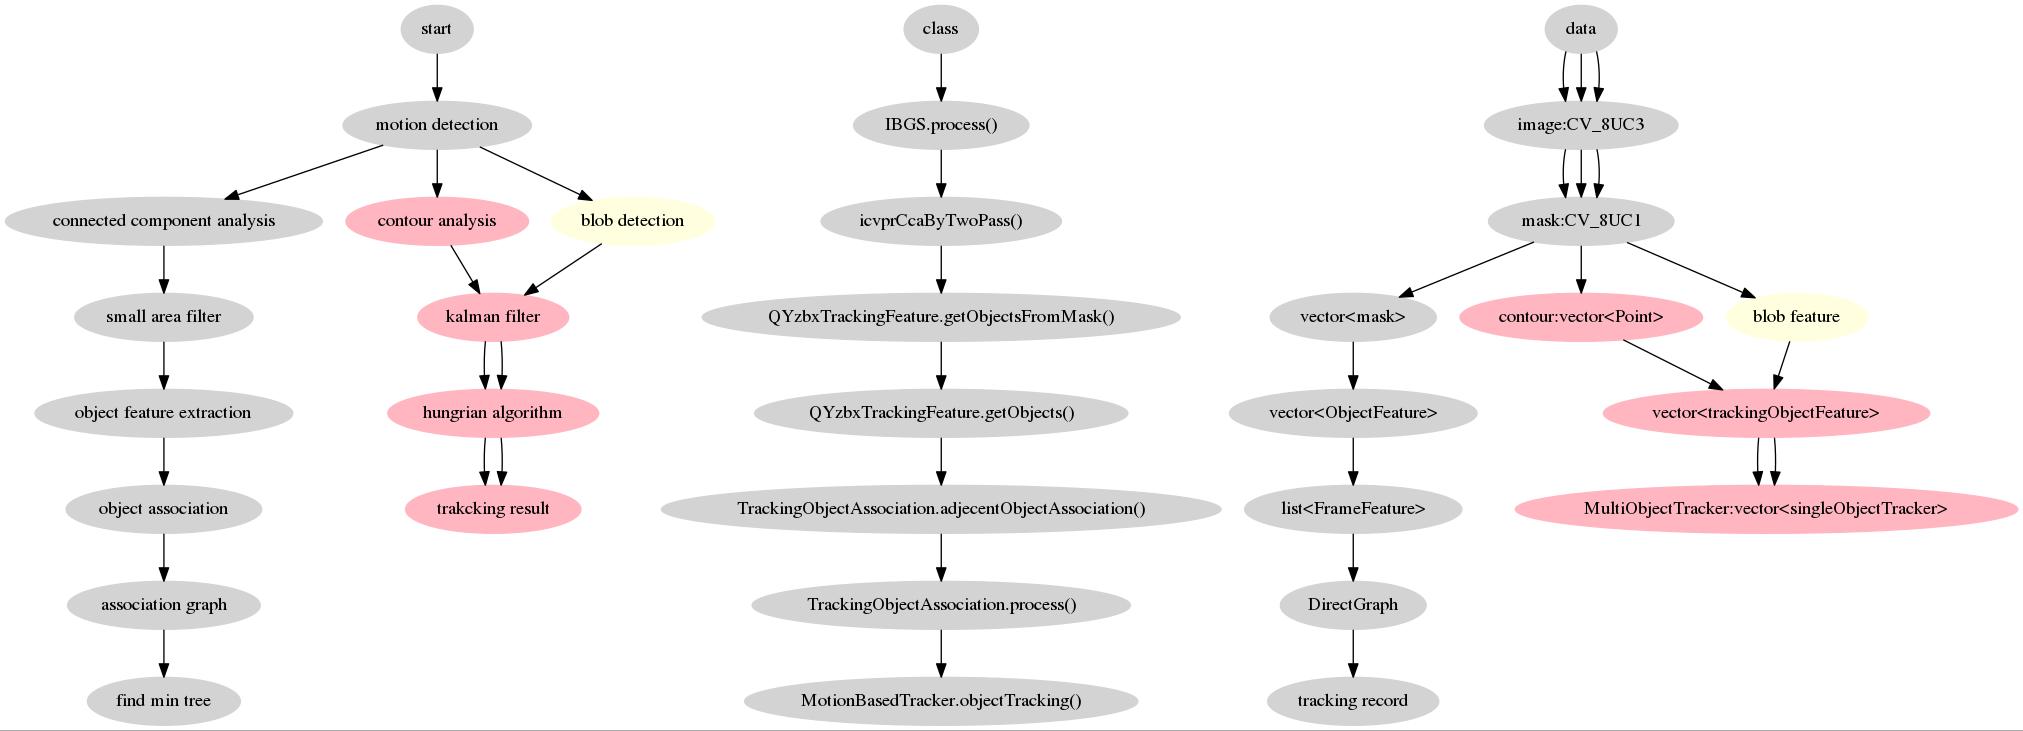 start
class
data
motion detection
IBGS.process()
image:CV_8UC3
connected component analysis
contour analysis
blob detection
icvprCcaByTwoPass()
mask:CV_8UC1
small area filter
kalman filter
QYzbxTrackingFeature.getObjectsFromMask()
vector<mask>
contour:vector<Point>
blob feature
object feature extraction
hungrian algorithm
QYzbxTrackingFeature.getObjects()
vector<ObjectFeature>
vector<trackingObjectFeature>
object association
trakcking result
TrackingObjectAssociation.adjecentObjectAssociation()
list<FrameFeature>
MultiObjectTracker:vector<singleObjectTracker>
association graph
TrackingObjectAssociation.process()
DirectGraph
find min tree
MotionBasedTracker.objectTracking()
tracking record